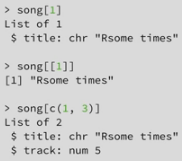 > song[1]
List of 1
 $ title: chr "Rsome times"

> song[[1]]
[1] "Rsome times"

> song[c(1, 3)]
List of 2
 $ title: chr "Rsome times"
 $ track: num 5